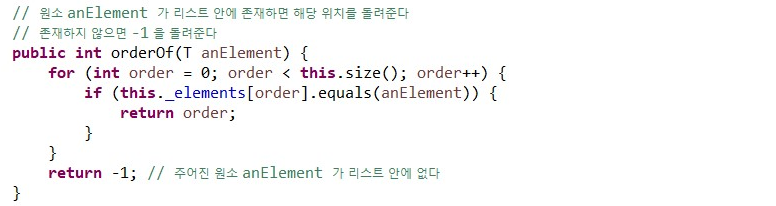 // 원소 anElement 가 리스트 안에 존재하면 해당 위치를 돌려준다
// 존재하지 않으면 -1 을 돌려준다
public int orderOf(T anElement) {
    for (int order = 0; order < this.size(); order++) {
        if (this._elements[order].equals(anElement)) {
            return order;
        }
    }
    return -1; // 주어진 원소 anElement 가 리스트 안에 없다
}